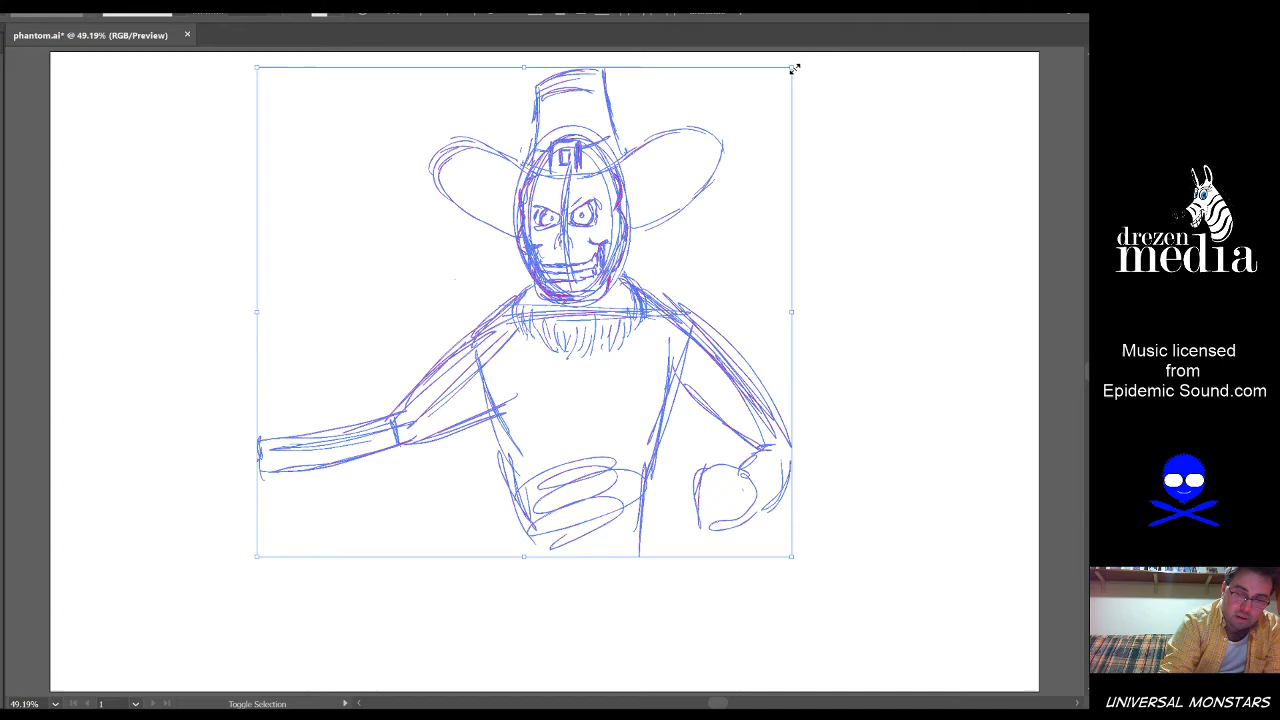 phantom.ai* @ 49.19% (RGB/Preview)
×
drezen
media
Music licensed
from
Epidemic Sound.com
49.19%
1
Toggle Selection
UNIVERSAL MONSTARS